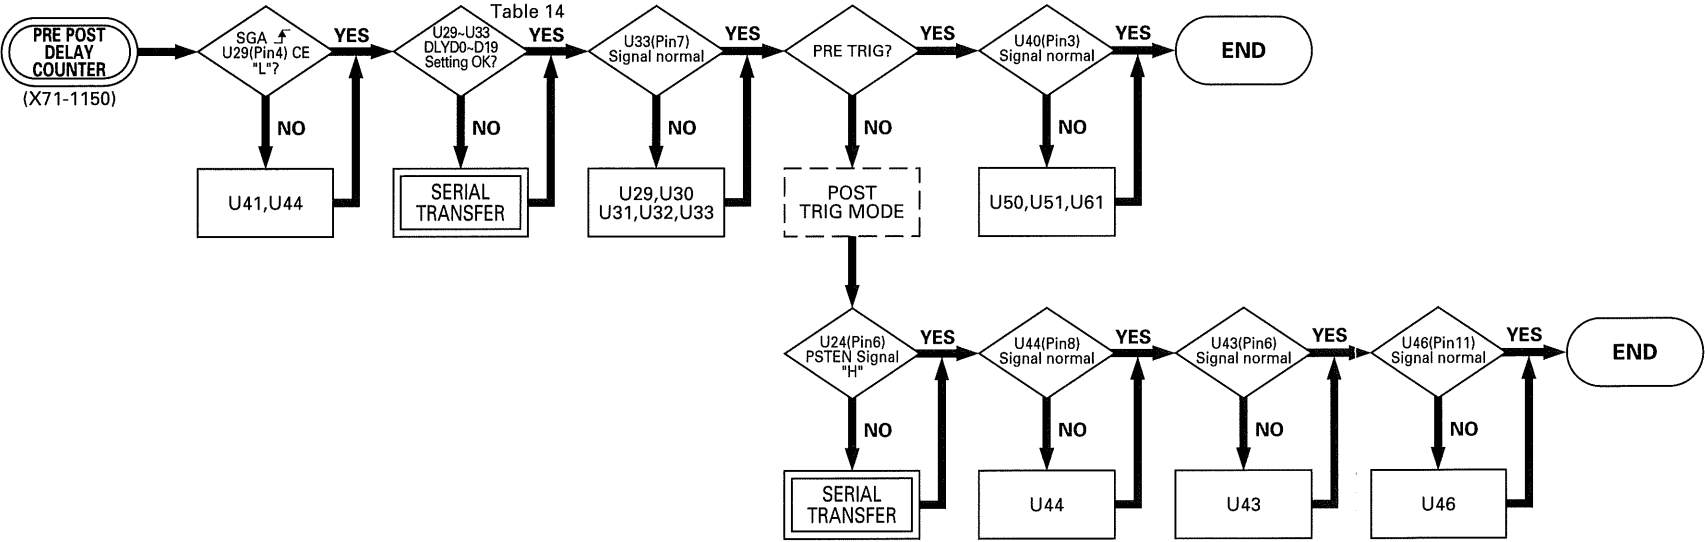 PRE POST
DELAY
COUNTER
(X71-1150)
SGA
U29(Pin4) CE
"L"?
YES
NO
U41,U44
Table 14
U29~U33
DLYD0~D19
Setting OK?
YES
NO
SERIAL
TRANSFER
U33(Pin7)
Signal normal
YES
NO
U29,U30
U31,U32,U33
PRE TRIG?
YES
NO
POST
TRIG MODE
U40(Pin3)
Signal normal
YES
NO
U50,U51,U61
END
U24(Pin6)
PSTEN Signal
"H"
YES
NO
SERIAL
TRANSFER
U44(Pin8)
Signal normal
YES
NO
U44
U43(Pin6)
Signal normal
YES
NO
U43
U46(Pin11)
Signal normal
YES
NO
U46
END